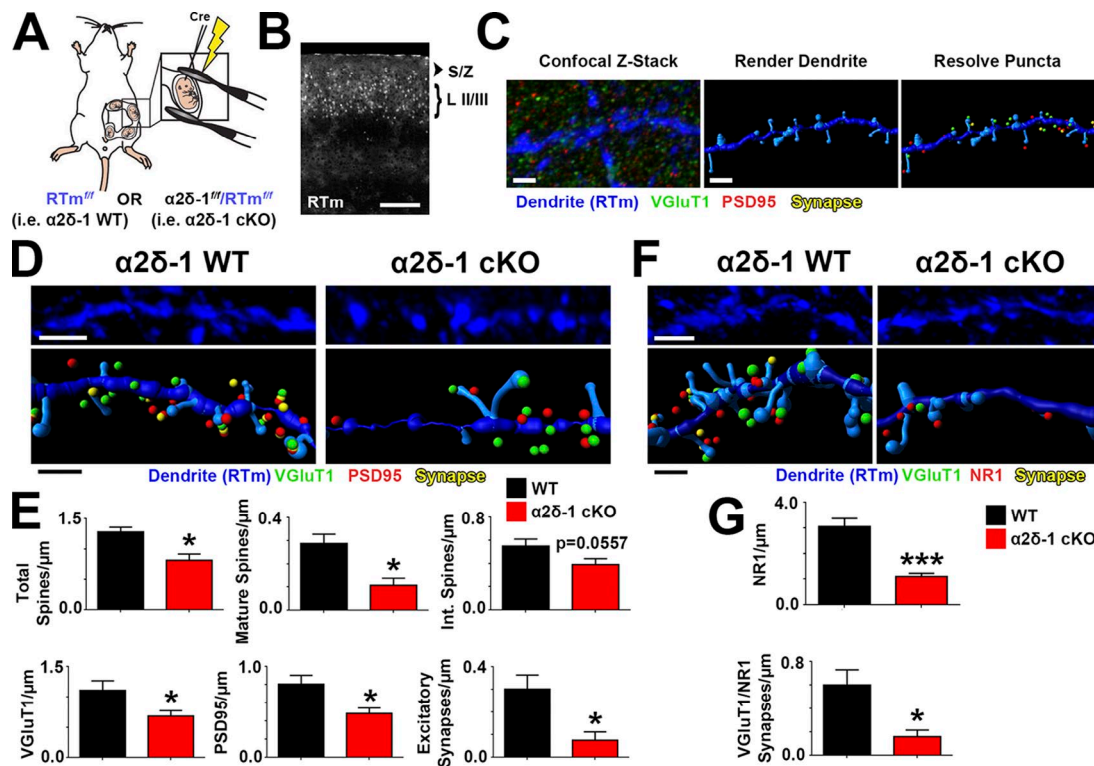 A
Cre
RTm^f/f OR α2δ-1^f/f/RTm^f/f
(i.e. α2δ-1 WT) (i.e. α2δ-1 cKO)
B
S/Z
L II/III
RTm
C
Confocal Z-Stack Render Dendrite Resolve Puncta
Dendrite (RTm) VGluT1 PSD95 Synapse
D
α2δ-1 WT α2δ-1 cKO
Dendrite (RTm) VGluT1 PSD95 Synapse
F
α2δ-1 WT α2δ-1 cKO
Dendrite (RTm) VGluT1 NR1 Synapse
E
WT
α2δ-1 cKO
Total
Spines/µm
1.5
0.0
*
Mature Spines/µm
0.4
0.0
*
Int. Spines/µm
0.8
0.0
p=0.0557
VGluT1/µm
1.5
0.0
*
PSD95/µm
1.0
0.0
*
Excitatory
Synapses/µm
0.4
0.0
*
G
WT
α2δ-1 cKO
NR1/µm
4.0
0.0
***
VGluT1/NR1
Synapses/µm
0.8
0.0
*